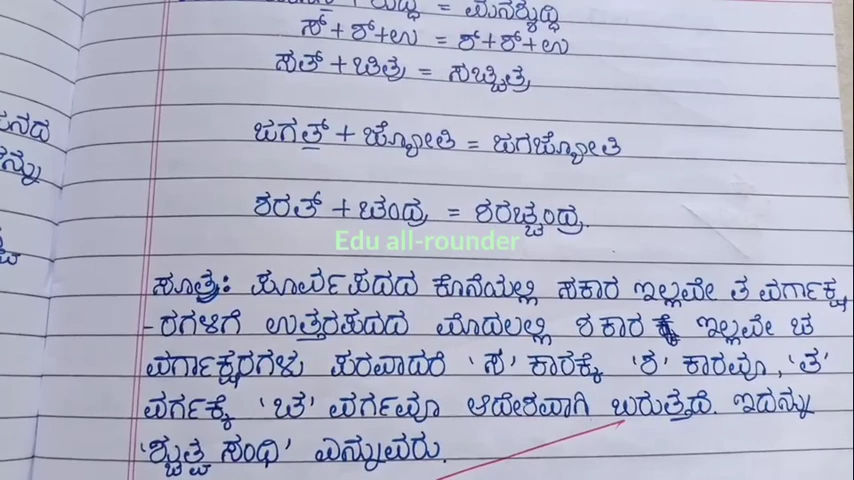 + ಶುದ್ಧಿ = ಮನಶ್ಶುದ್ಧಿ
ಸ್+ಶ್+ಉ = ಶ್+ಶ್+ಉ
ಸತ್ + ಚಿತ್ರ = ಸಚ್ಚಿತ್ರ
ಜಗತ್ + ಜ್ಯೋತಿ = ಜಗಜ್ಯೋತಿ
ಶರತ್ + ಚಂದ್ರ = ಶರಚ್ಚಂದ್ರ.
Edu all-rounder
ಸೂತ್ರ: ಪೂರ್ವಪದದ ಕೊನೆಯಲ್ಲಿ ಸಕಾರ ಇಲ್ಲವೇ ತ ವರ್ಗಾಕ್ಷ
-ರಗಳಿಗೆ ಉತ್ತರಪದದ ಮೊದಲಲ್ಲಿ ಶಕಾರ ಇಲ್ಲವೇ ಚ
ವರ್ಗಾಕ್ಷರಗಳು ಪರವಾದರೆ 'ಸ' ಕಾರಕ್ಕೆ 'ಶ' ಕಾರವೂ, 'ತ'
ವರ್ಗಕ್ಕೆ 'ಚ' ವರ್ಗವೂ ಆದೇಶವಾಗಿ ಬರುತ್ತದೆ. ಇದನ್ನು
'ಶ್ಚುತ್ವ ಸಂಧಿ' ಎನ್ನುವರು.